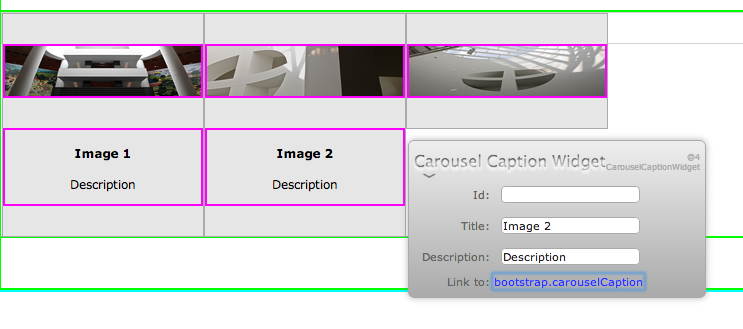 Image 1
Description
Image 2
Description
Carousel Caption Widget
@4
CarouselCaptionWidget
Id:
Title: Image 2
Description: Description
Link to: bootstrap.carouselCaption